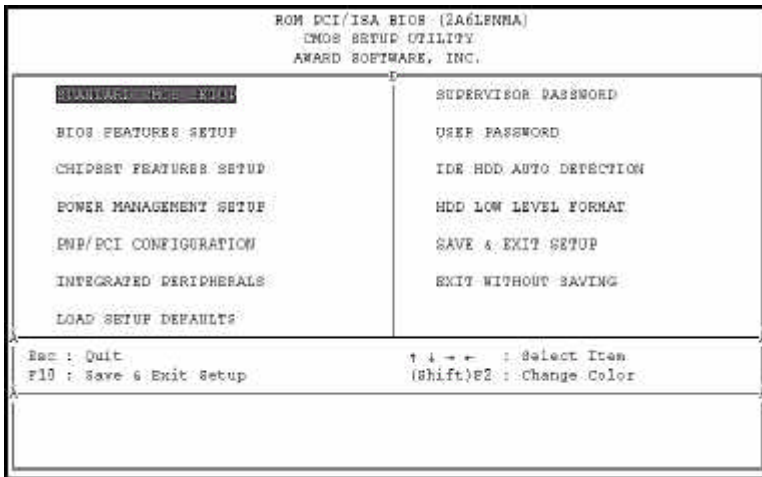 ROM PCI/ISA BIOS (2A6LENMA)
CMOS SETUP UTILITY
AWARD SOFTWARE, INC.
STANDARD CMOS SETUP
BIOS FEATURES SETUP
CHIPSET FEATURES SETUP
POWER MANAGEMENT SETUP
PNP/PCI CONFIGURATION
INTEGRATED PERIPHERALS
LOAD SETUP DEFAULTS
SUPERVISOR PASSWORD
USER PASSWORD
IDE HDD AUTO DETECTION
HDD LOW LEVEL FORMAT
SAVE & EXIT SETUP
EXIT WITHOUT SAVING
Esc : Quit
F10 : Save & Exit Setup
↑ ↓ → ← : Select Item
(Shift)F2 : Change Color